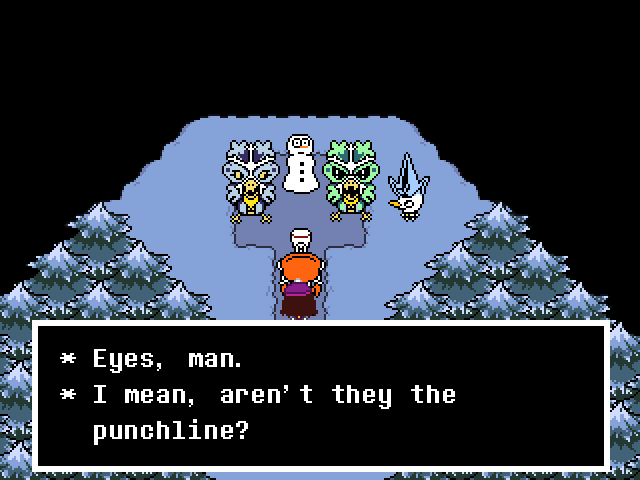 * Eyes, man.
* I mean, aren't they the
punchline?